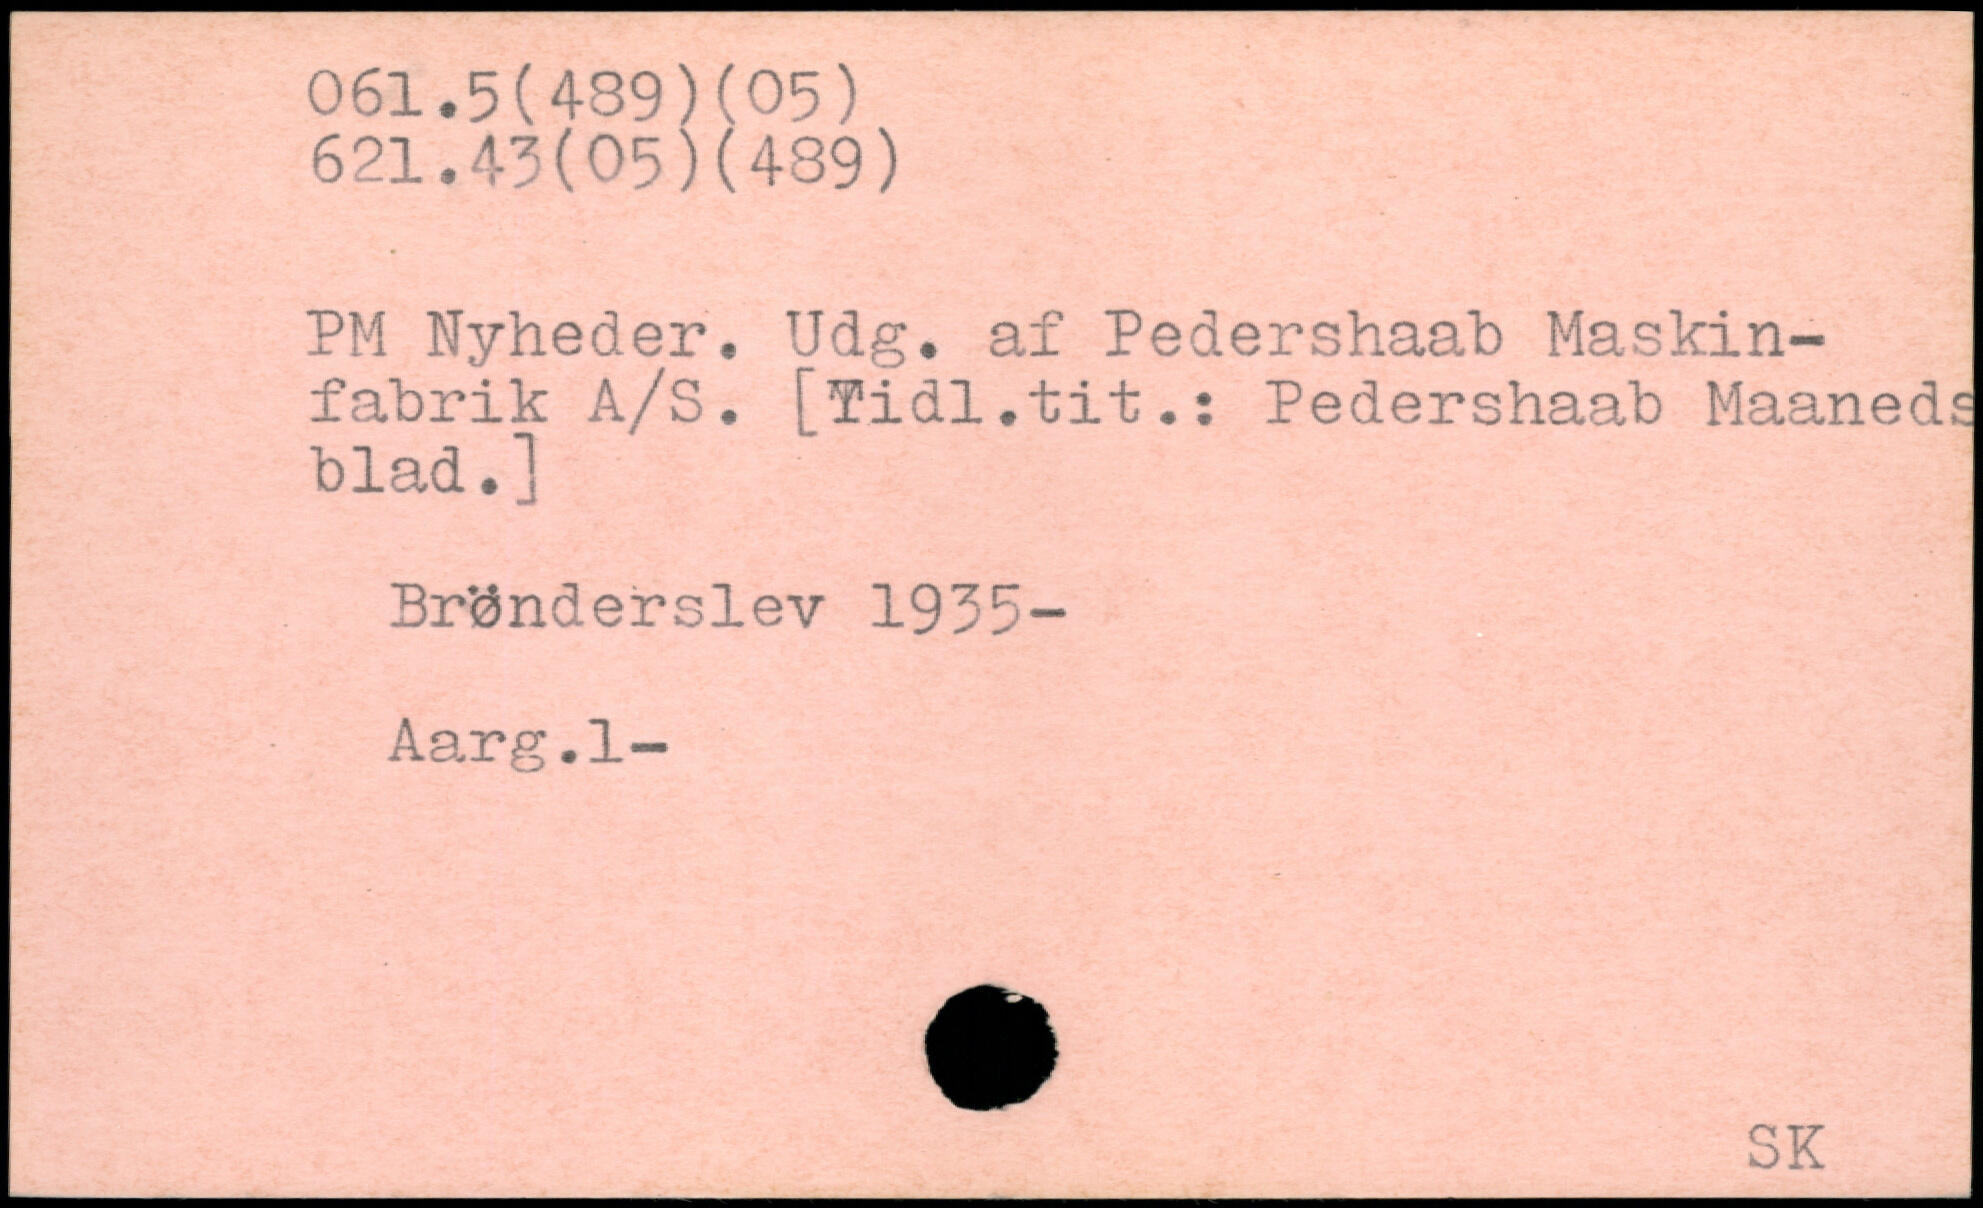 061.5(489)(05)
621.43(05)(489)
PM Nyheder. Udg. af Pedershaab Maskin-
fabrik A/S. [Tidl.tit.: Pedershaab Maaneds
blad.]
Brönderslev 1935-
Aarg.1-
SK